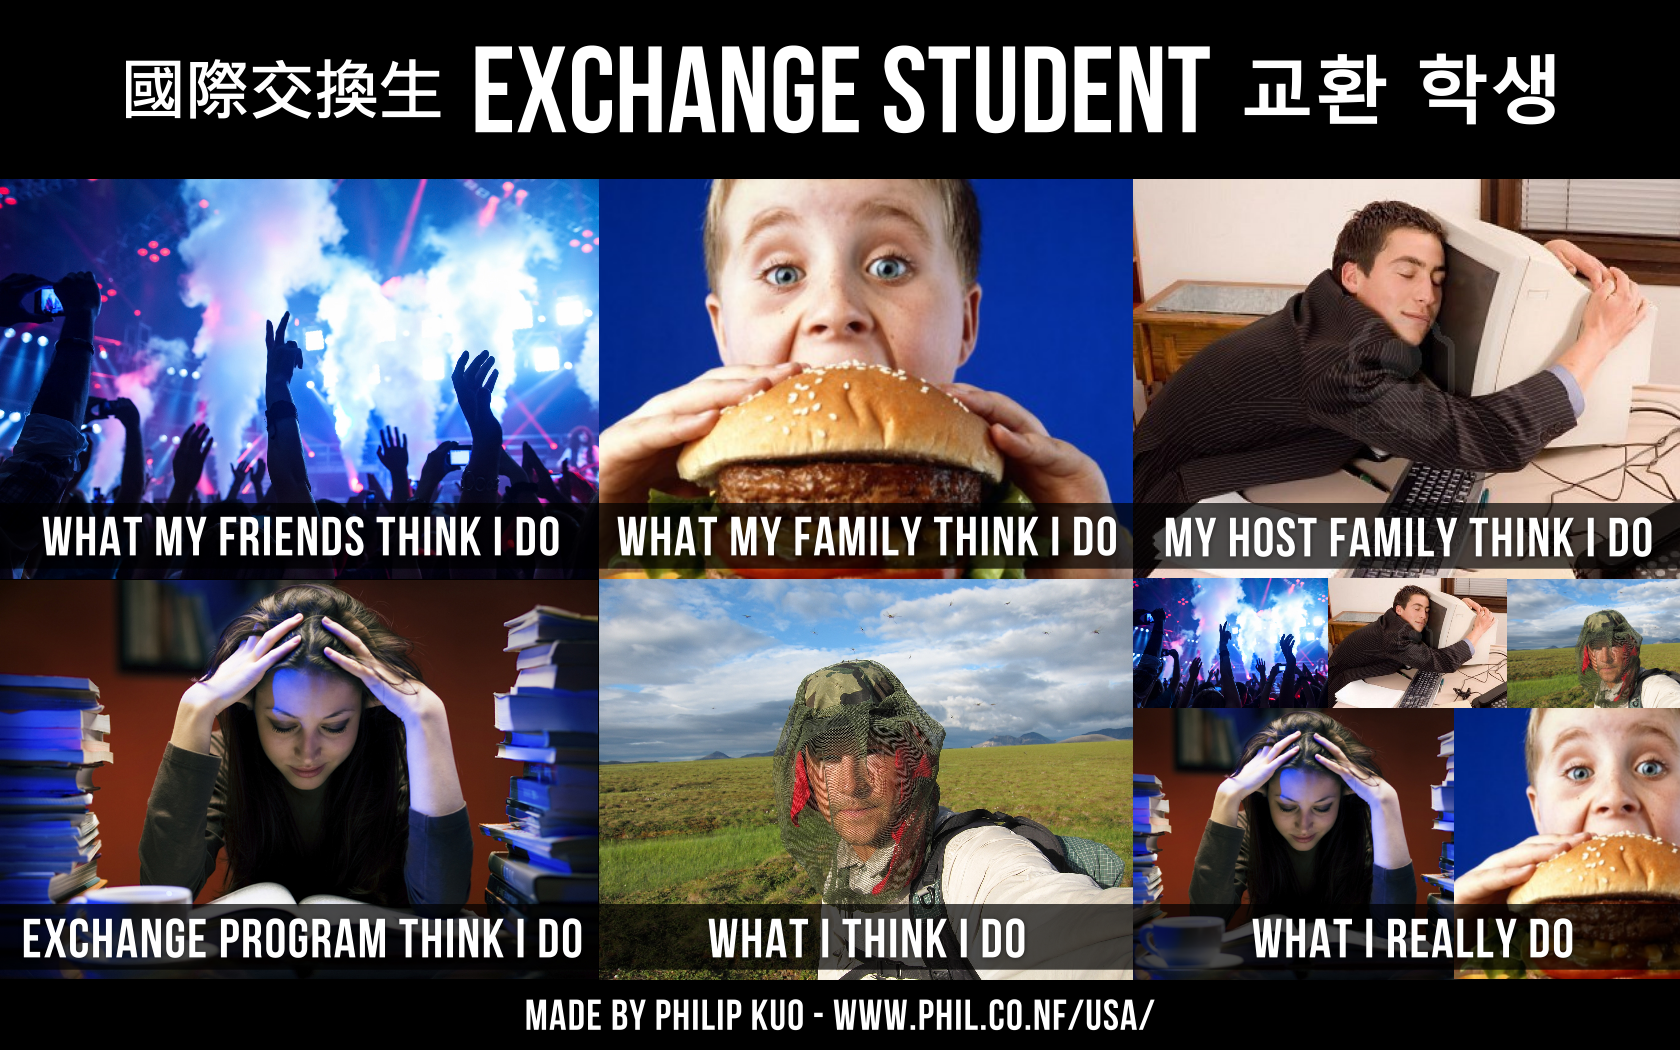 國際交換生 EXCHANGE STUDENT 교환 학생
WHAT MY FRIENDS THINK I DO
WHAT MY FAMILY THINK I DO
MY HOST FAMILY THINK I DO
EXCHANGE PROGRAM THINK I DO
WHAT I THINK I DO
WHAT I REALLY DO
MADE BY PHILIP KUO - WWW.PHIL.CO.NF/USA/